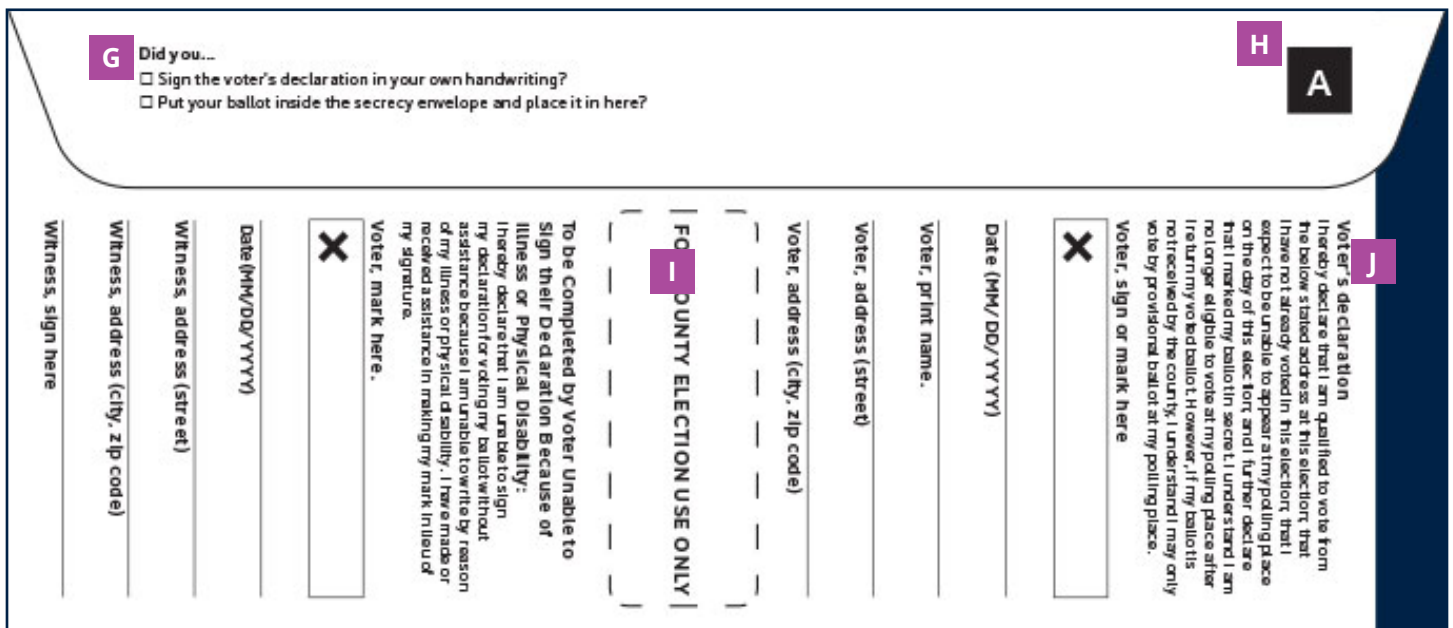 G
Did you...
☐ Sign the voter's declaration in your own handwriting?
☐ Put your ballot inside the secrecy envelope and place it in here?
H
A
J
Voter's declaration
I hereby declare that I am qualified to vote from
the below stated address at this election; that
I have not already voted in this election; that I
expect to be unable to appear at my polling place
on the day of this election; and I further declare
that I marked my ballot in secret. I understand I am
no longer eligible to vote at my polling place after
I return my voted ballot. However, if my ballot is
not received by the county, I understand I may only
vote by provisional ballot at my polling place.
Voter, sign or mark here
X
Date (MM/DD/YYYY)
Voter, print name.
Voter, address (street)
Voter, address (city, zip code)
I
FO OUNTY ELECTION USE ONLY
To be Completed by Voter Unable to
Sign their Declaration Because of
Illness or Physical Disability:
I hereby declare that I am unable to sign
my declaration for voting my ballot without
assistance because I am unable to write by reason
of my illness or physical disability. I have made or
received assistance in making my mark in lieu of
my signature.
Voter, mark here.
X
Date (MM/DD/YYYY)
Witness, address (street)
Witness, address (city, zip code)
Witness, sign here